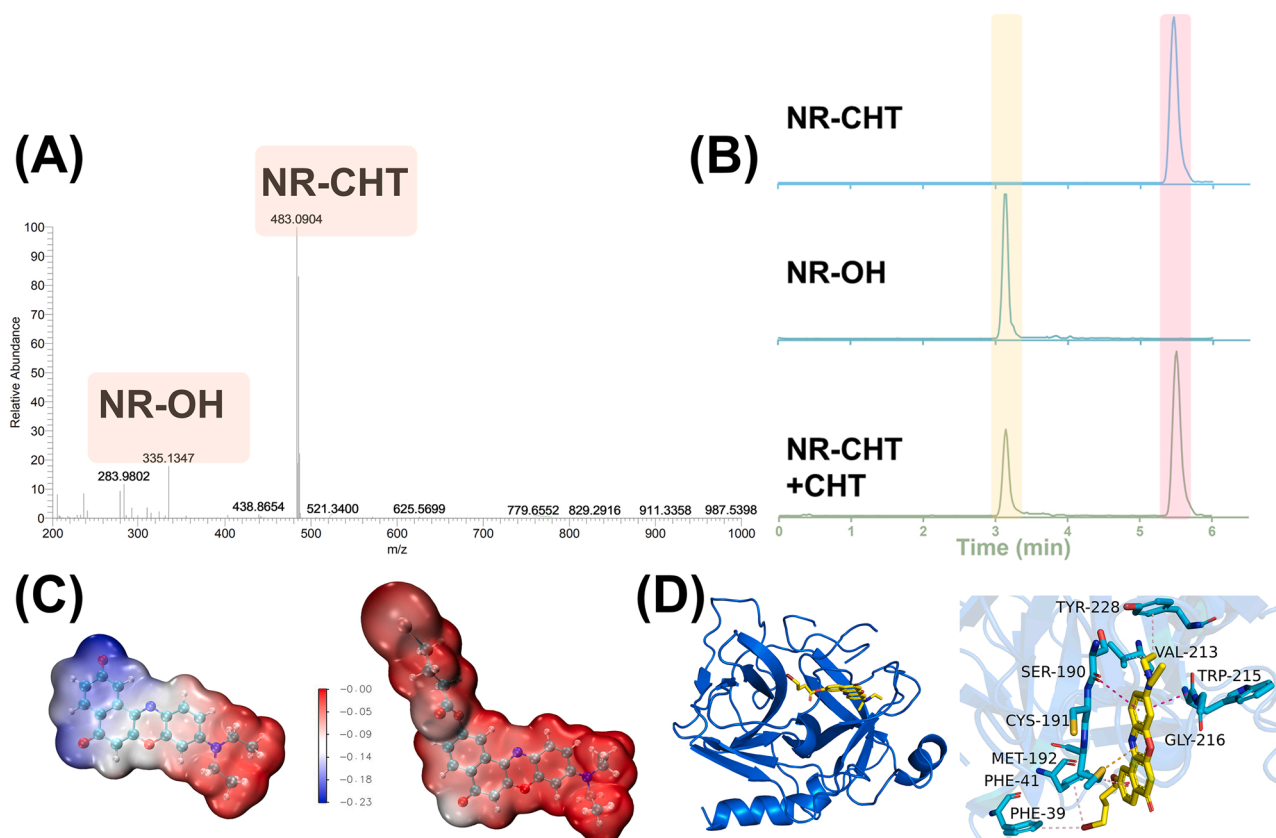 (A)
NR-CHT
483.0904
100
90
80
70
60
50
40
30
20
10
0
Relative Abundance
NR-OH
335.1347
283.9802
438.8654
521.3400
625.5699
779.6552
829.2916
911.3358
987.5398
200
300
400
500
600
700
800
900
1000
m/z
(B)
NR-CHT
NR-OH
NR-CHT
+CHT
0
1
2
3
4
5
6
Time (min)
(C)
−0.00
−0.05
−0.09
−0.14
−0.18
−0.23
(D)
TYR-228
VAL-213
SER-190
TRP-215
CYS-191
GLY-216
MET-192
PHE-41
PHE-39